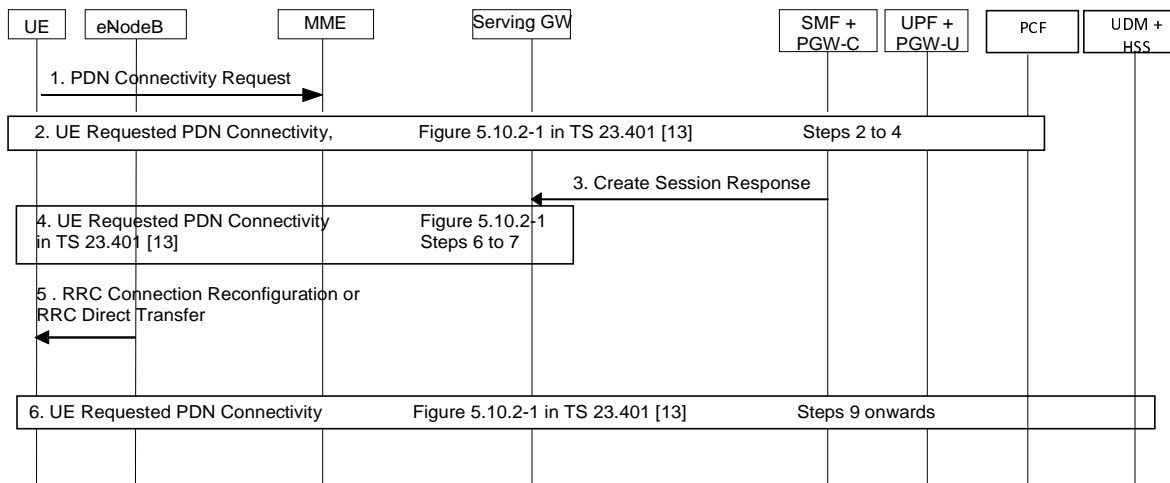 UE
eNodeB
MME
Serving GW
SMF +
PGW-C
UPF +
PGW-U
PCF
UDM +
HSS
1. PDN Connectivity Request
2. UE Requested PDN Connectivity, Figure 5.10.2-1 in TS 23.401 [13] Steps 2 to 4
3. Create Session Response
4. UE Requested PDN Connectivity Figure 5.10.2-1
in TS 23.401 [13] Steps 6 to 7
5 . RRC Connection Reconfiguration or
RRC Direct Transfer
6. UE Requested PDN Connectivity Figure 5.10.2-1 in TS 23.401 [13] Steps 9 onwards